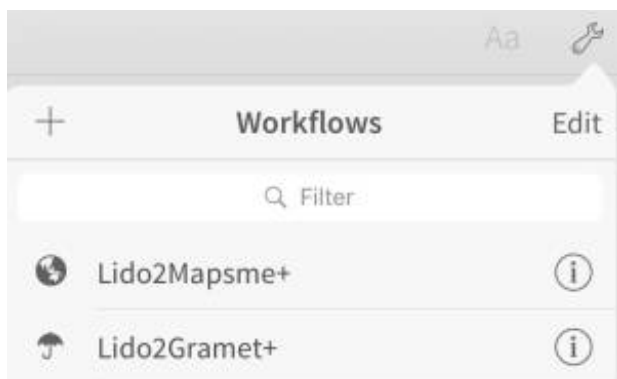 Aa
Workflows Edit
Filter
Lido2Mapsme+
Lido2Gramet+